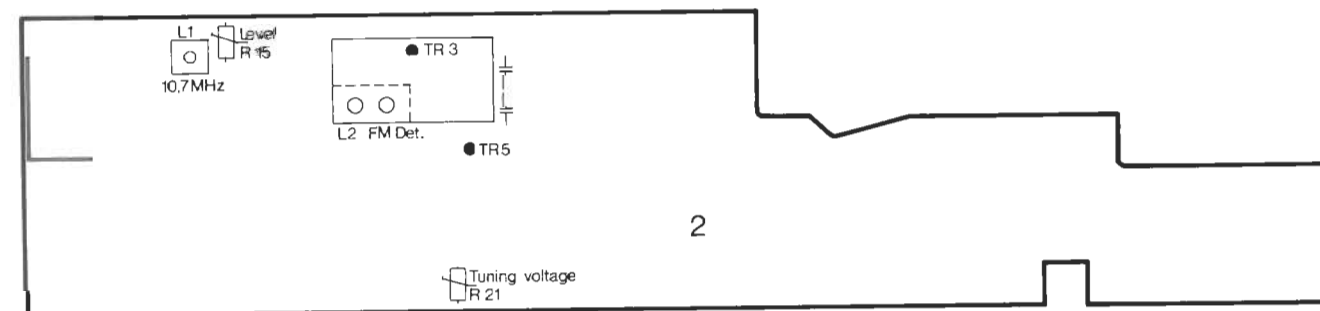 L1
Level
R 15
10,7MHz
TR 3
L2 FM Det.
TR5
2
Tuning voltage
R 21